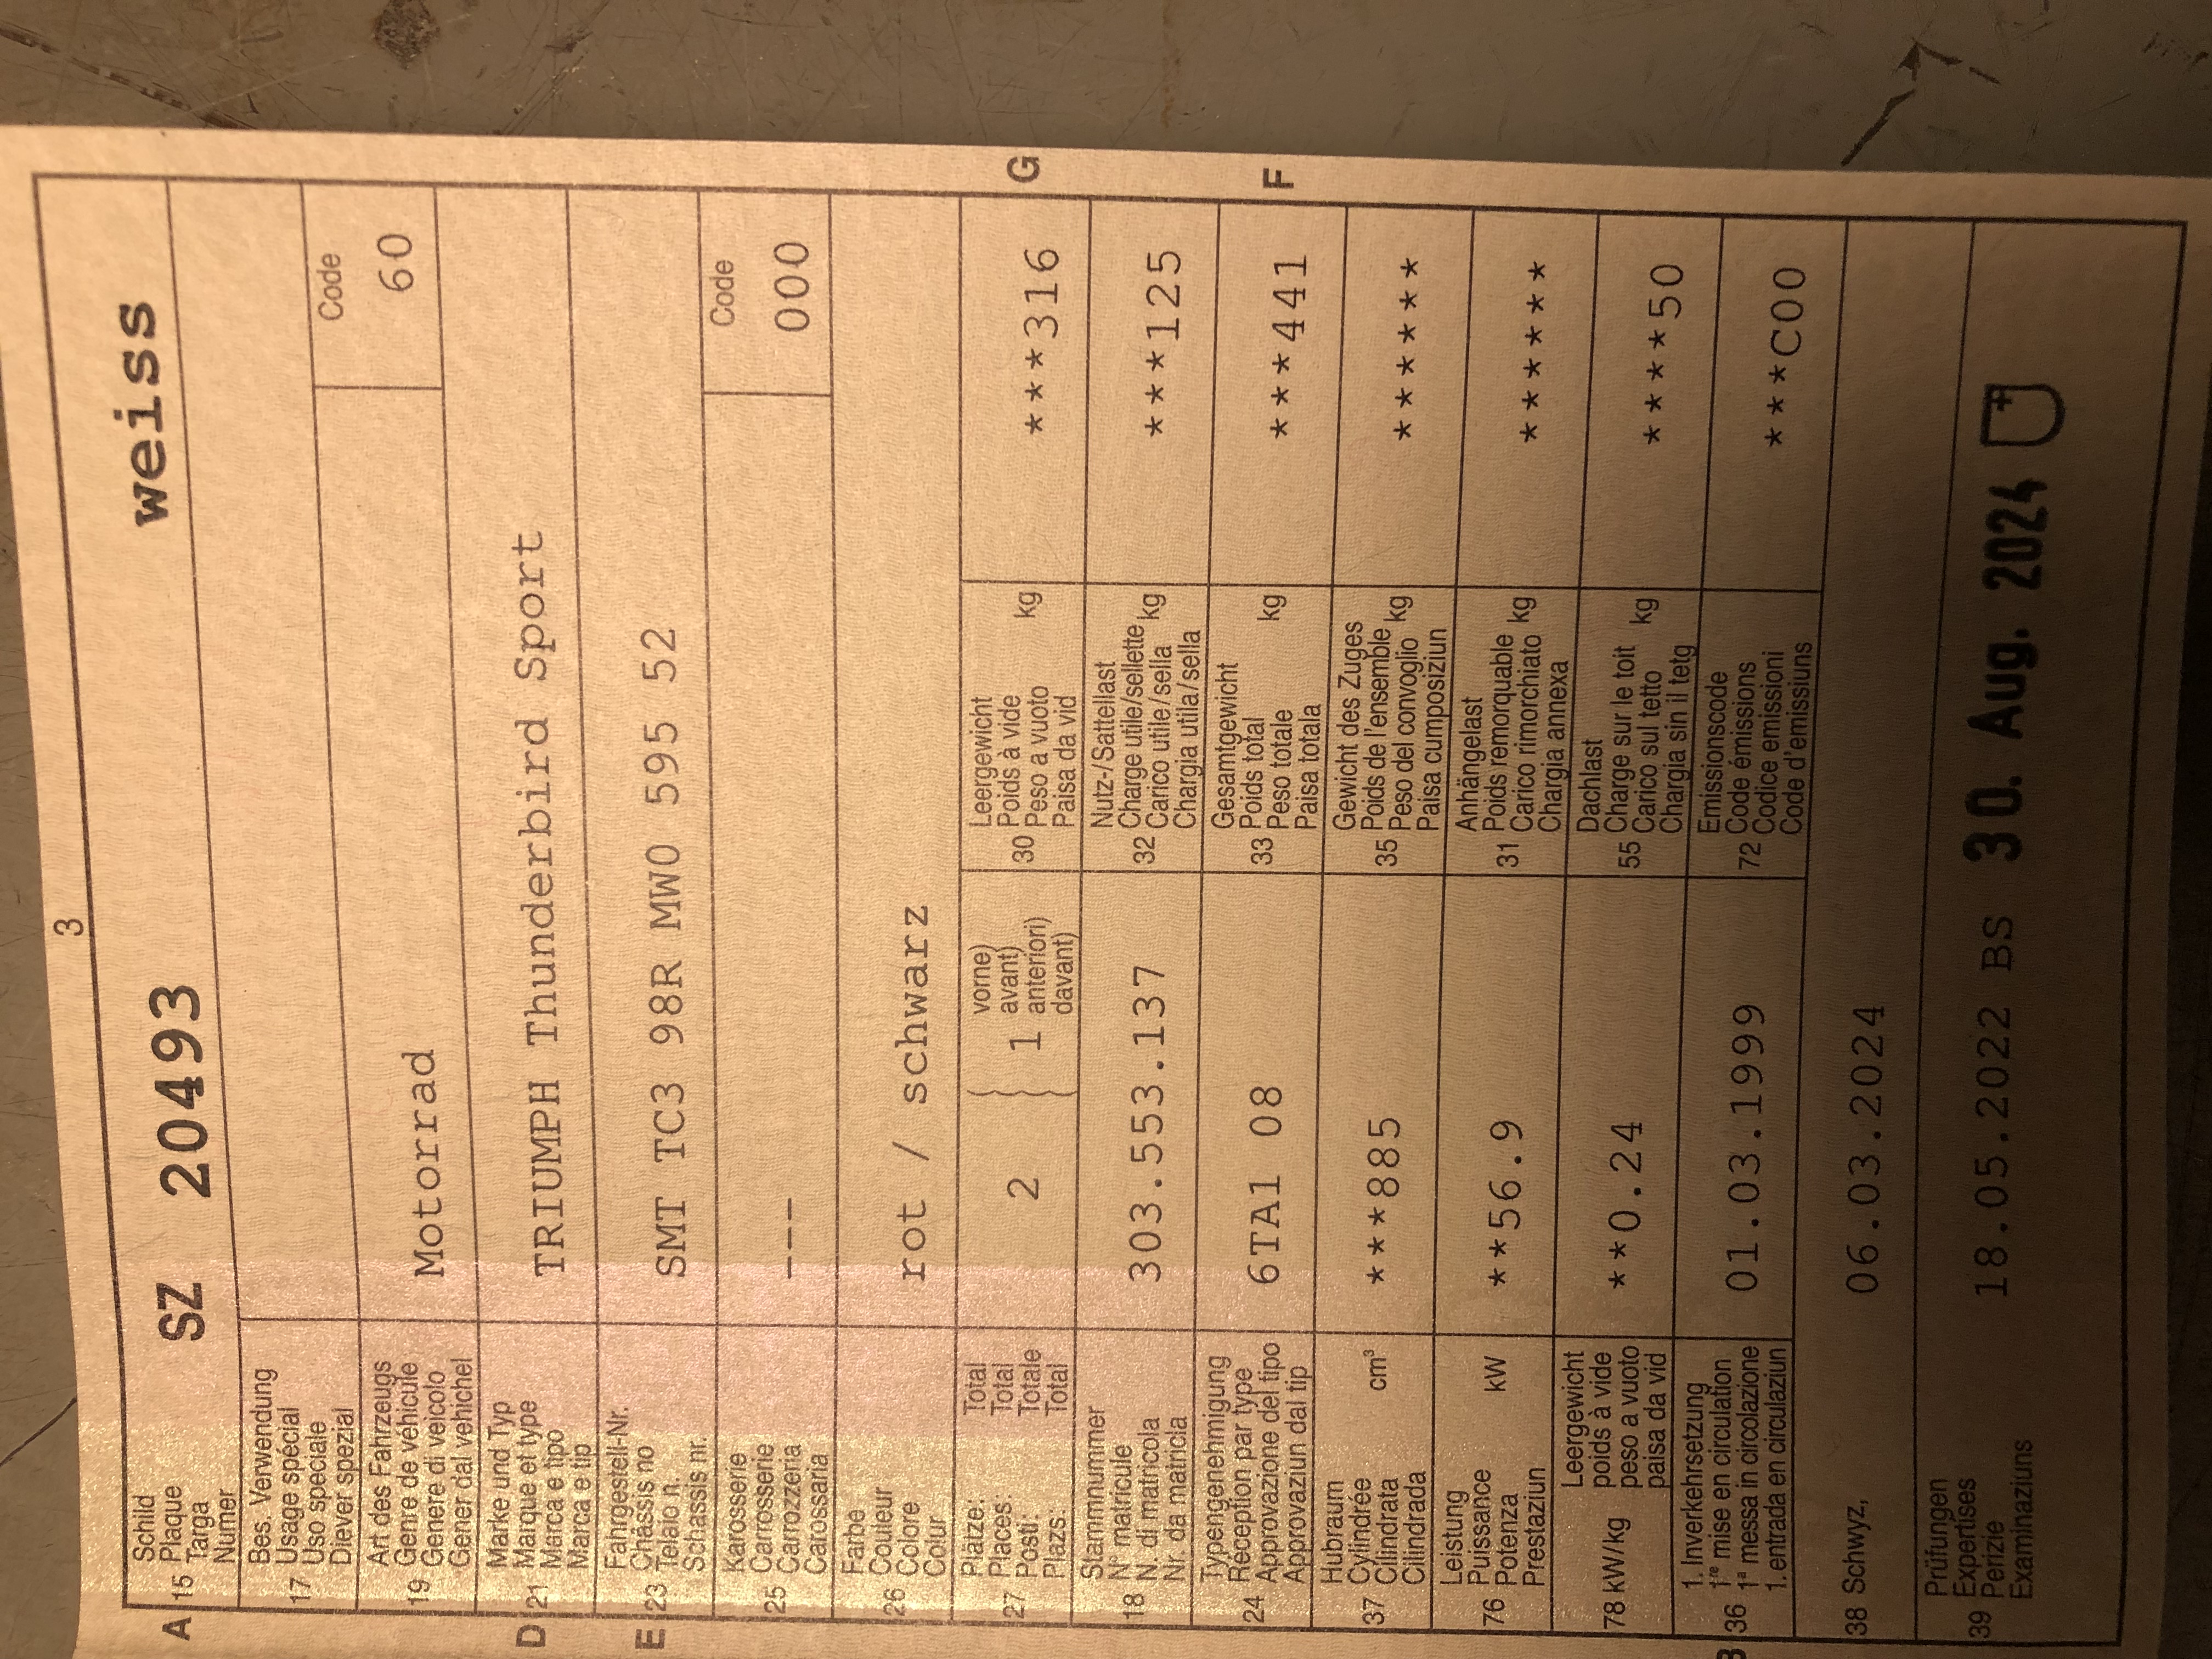 3
A 15 Schild
Plaque
Targa
Numer
SZ 20493 weiss
17 Bes. Verwendung
Usage spécial
Uso speciale
Diever spezial
19 Art des Fahrzeugs
Genre de véhicule
Genere di veicolo
Gener dal vehichel
Motorrad
Code
60
D 21 Marke und Typ
Marque et type
Marca e tipo
Marca e tip
TRIUMPH Thunderbird Sport
E 23 Fahrgestell-Nr.
Châssis no
Telaio n.
Schassis nr.
SMT TC3 98R MW0 595 52
25 Karosserie
Carrosserie
Carrozzeria
Carossaria
---
Code
000
26 Farbe
Couleur
Colore
Colur
rot / schwarz
27 Plätze: Total
Places: Total
Posti: Totale
Plazs: Total
2 } 1 vorne)
avant)
anteriori)
davant)
30 Leergewicht
Poids à vide
Peso a vuoto
Paisa da vid
kg
***316 G
18 Stammnummer
N° matricule
N. di matricola
Nr. da matricla
303.553.137
32 Nutz-/Sattellast
Charge utile/sellette
Carico utile/sella
Chargia utila/sella
kg
***125
24 Typengenehmigung
Réception par type
Approvazione del tipo
Approvaziun dal tip
6TA1 08
33 Gesamtgewicht
Poids total
Peso totale
Paisa totala
kg
***441 F
37 Hubraum
Cylindrée
Cilindrata
Cilindrada
cm³
***885
35 Gewicht des Zuges
Poids de l'ensemble
Peso del convoglio
Paisa cumposiziun
kg
******
76 Leistung
Puissance
Potenza
Prestaziun
kW
**56.9
31 Anhängelast
Poids remorquable
Carico rimorchiato
Chargia annexa
kg
******
78 kW/kg Leergewicht
poids à vide
peso a vuoto
paisa da vid
**0.24
55 Dachlast
Charge sur le toit
Carico sul tetto
Chargia sin il tetg
kg
****50
B 36 1. Inverkehrsetzung
1re mise en circulation
1a messa in circolazione
1. entrada en circulaziun
01.03.1999
72 Emissionscode
Code émissions
Codice emissioni
Code d'emissiuns
***C00
38 Schwyz, 06.03.2024
39 Prüfungen
Expertises
Perizie
Examinaziuns
18.05.2022 BS 30. Aug. 2024